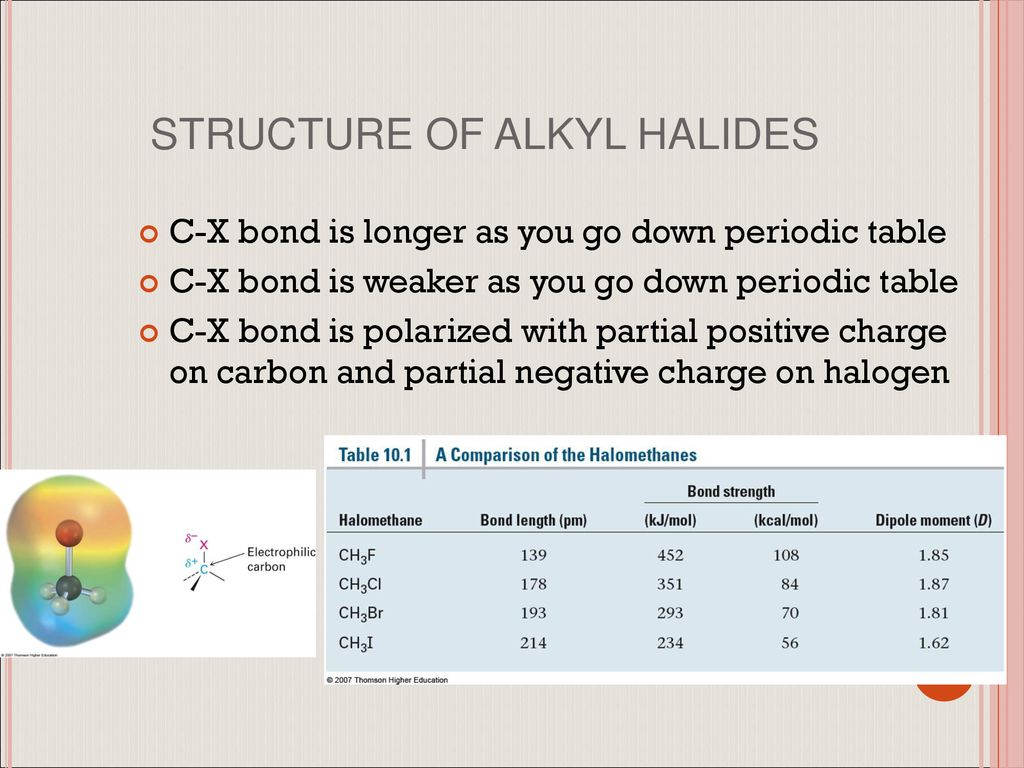 STRUCTURE OF ALKYL HALIDES
C-X bond is longer as you go down periodic table
C-X bond is weaker as you go down periodic table
C-X bond is polarized with partial positive charge
on carbon and partial negative charge on halogen
δ−
X
δ+
C
Electrophilic
carbon
© 2007 Thomson Higher Education
Table 10.1 A Comparison of the Halomethanes
Bond strength
Halomethane Bond length (pm) (kJ/mol) (kcal/mol) Dipole moment (D)
CH₃F 139 452 108 1.85
CH₃Cl 178 351 84 1.87
CH₃Br 193 293 70 1.81
CH₃I 214 234 56 1.62
© 2007 Thomson Higher Education